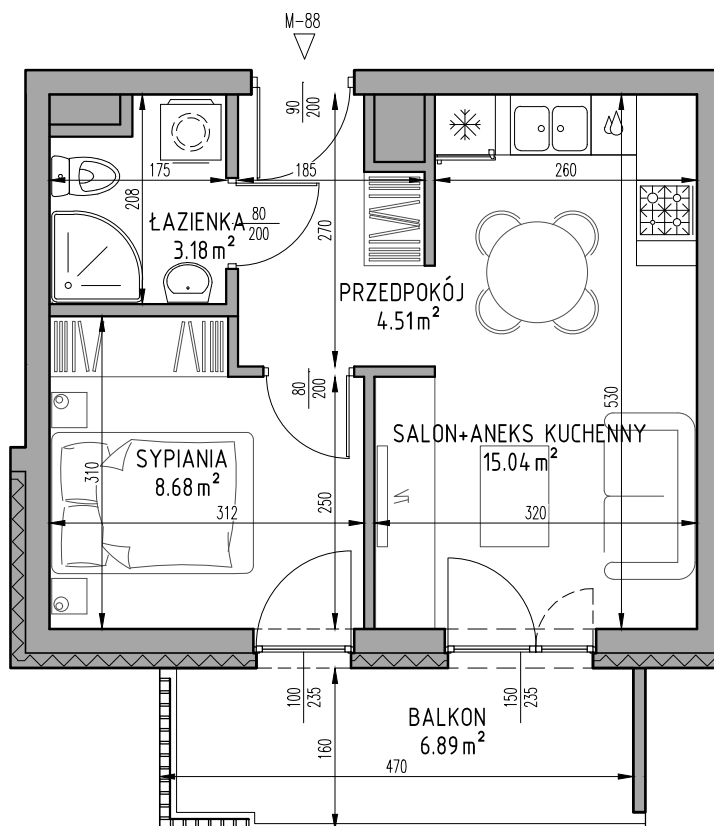 M-88
90
200
175
185
260
208
ŁAZIENKA
3.18 m²
80
200
270
PRZEDPOKÓJ
4.51 m²
80
200
530
SALON+ANEKS KUCHENNY
15.04 m²
SYPIANIA
8.68 m²
310
312
250
320
100
235
150
235
BALKON
6.89 m²
160
470